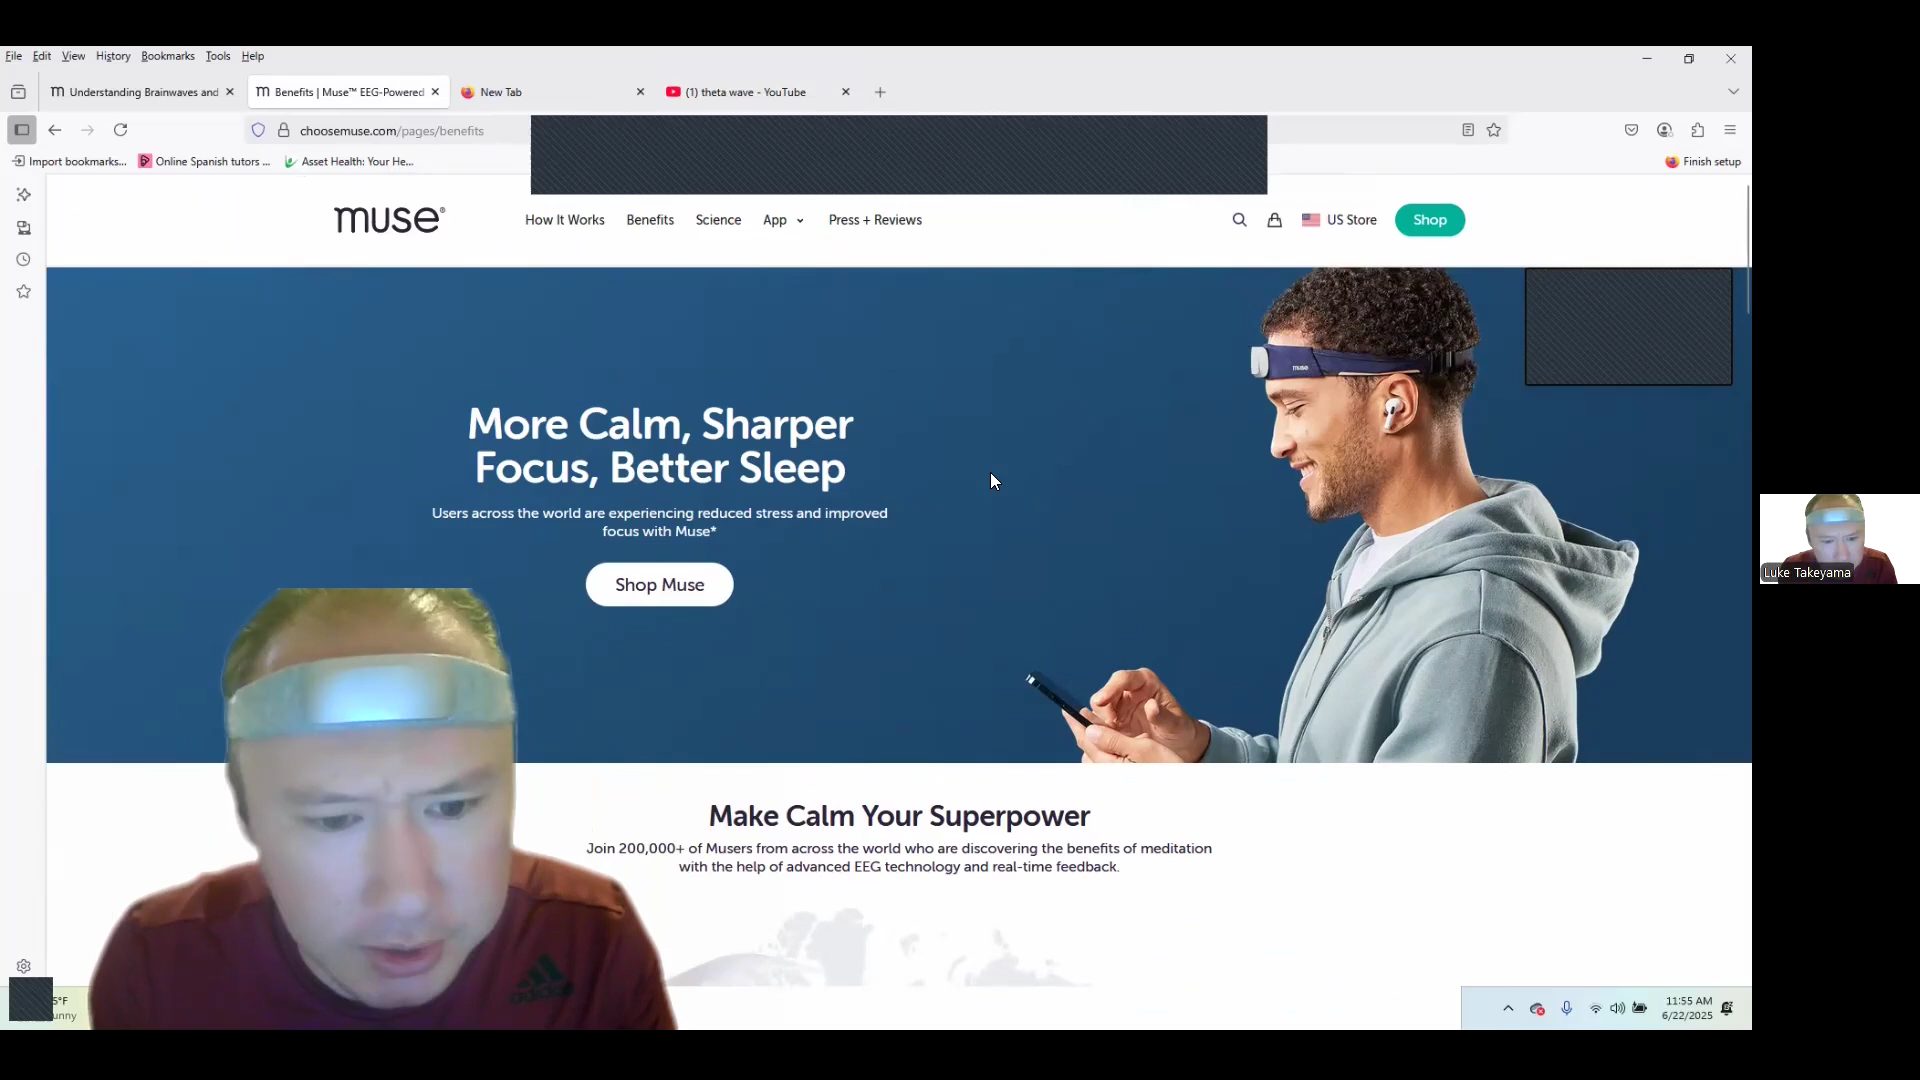 File Edit View History Bookmarks Tools Help
Understanding Brainwaves and
Benefits | Muse™ EEG-Powered
New Tab
(1) theta wave - YouTube
choosemuse.com/pages/benefits
Import bookmarks...
Online Spanish tutors ...
Asset Health: Your He...
Finish setup
muse®
How It Works
Benefits
Science
App
Press + Reviews
US Store
Shop
muse
More Calm, Sharper
Focus, Better Sleep
Users across the world are experiencing reduced stress and improved
focus with Muse*
Shop Muse
Luke Takeyama
Make Calm Your Superpower
Join 200,000+ of Musers from across the world who are discovering the benefits of meditation
with the help of advanced EEG technology and real-time feedback.
adidas
5°F
unny
11:55 AM
6/22/2025